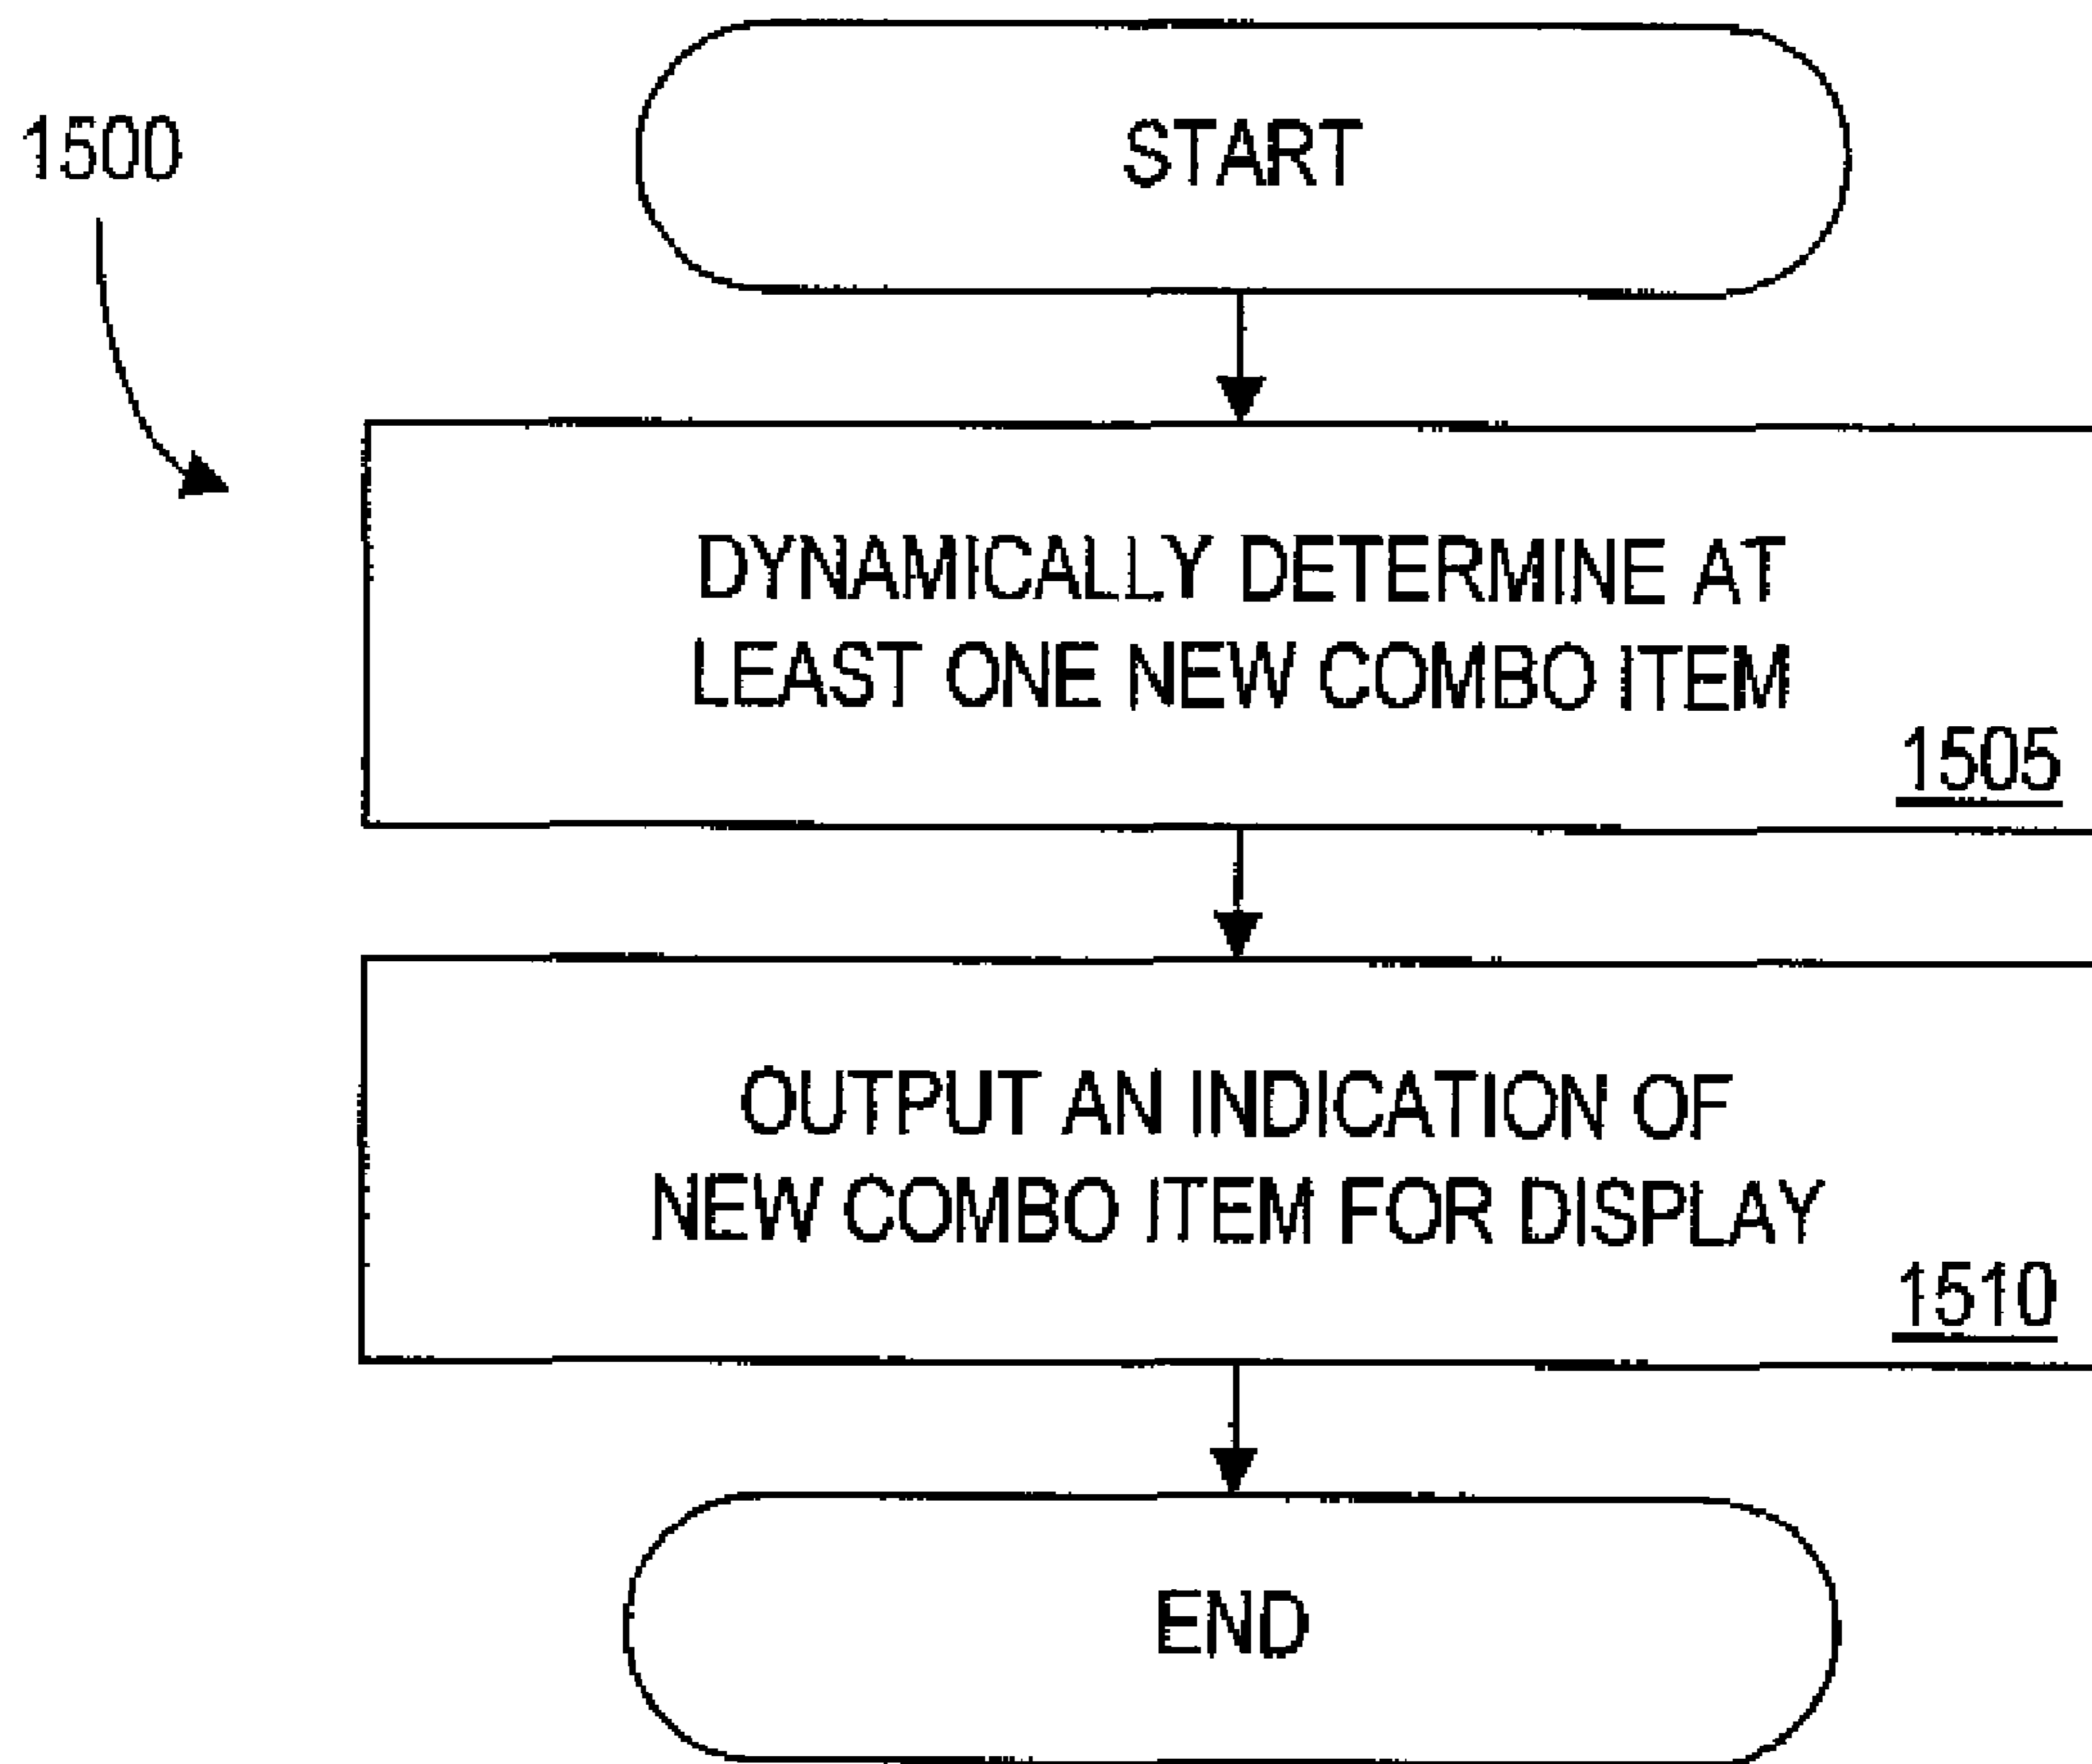 1500
START
DYNAMICALLY DETERMINE AT
LEAST ONE NEW COMBO ITEM
1505
OUTPUT AN INDICATION OF
NEW COMBO ITEM FOR DISPLAY
1510
END